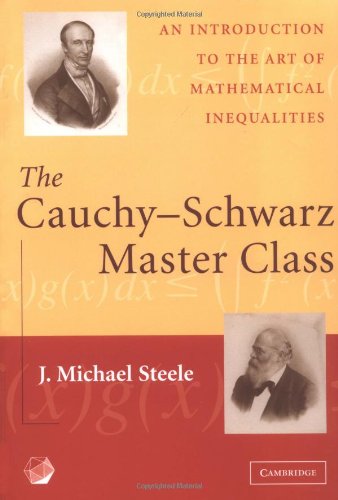 AN INTRODUCTION
TO THE ART OF
MATHEMATICAL
INEQUALITIES
The
Cauchy–Schwarz
Master Class
J. Michael Steele
CAMBRIDGE